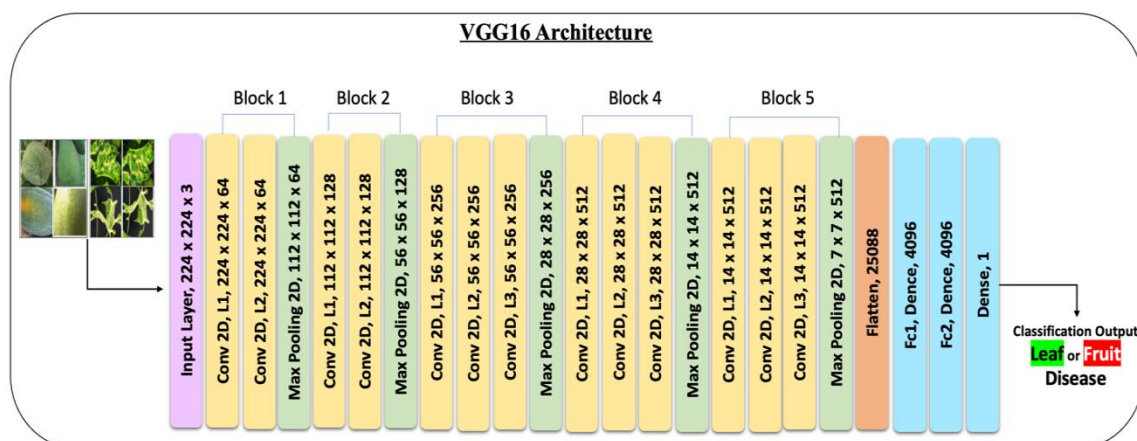 VGG16 Architecture
Block 1
Block 2
Block 3
Block 4
Block 5
Input Layer, 224 x 224 x 3
Conv 2D, L1, 224 x 224 x 64
Conv 2D, L2, 224 x 224 x 64
Max Pooling 2D, 112 x 112 x 64
Conv 2D, L1, 112 x 112 x 128
Conv 2D, L2, 112 x 112 x 128
Max Pooling 2D, 56 x 56 x 128
Conv 2D, L1, 56 x 56 x 256
Conv 2D, L2, 56 x 56 x 256
Conv 2D, L3, 56 x 56 x 256
Max Pooling 2D, 28 x 28 x 256
Conv 2D, L1, 28 x 28 x 512
Conv 2D, L2, 28 x 28 x 512
Conv 2D, L3, 28 x 28 x 512
Max Pooling 2D, 14 x 14 x 512
Conv 2D, L1, 14 x 14 x 512
Conv 2D, L2, 14 x 14 x 512
Conv 2D, L3, 14 x 14 x 512
Max Pooling 2D, 7 x 7 x 512
Flatten, 25088
Fc1, Dence, 4096
Fc2, Dence, 4096
Dense, 1
Classification Output
Leaf or Fruit
Disease